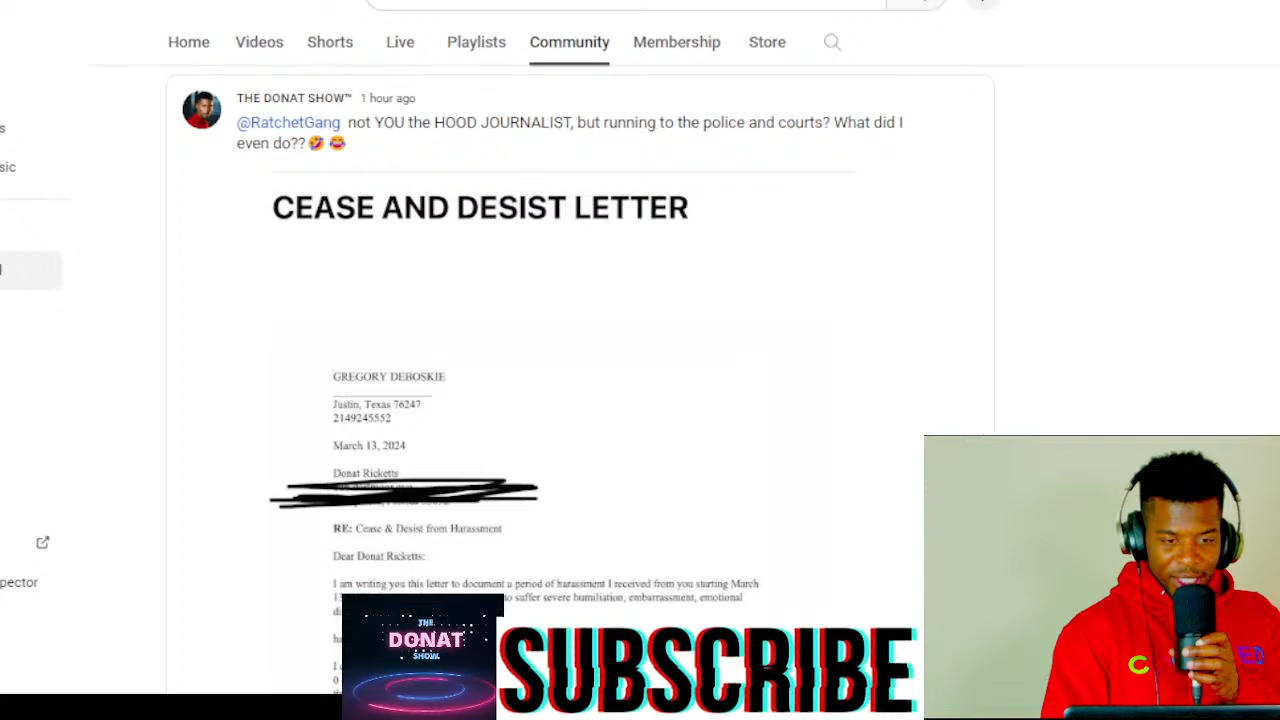 Home Videos Shorts Live Playlists Community Membership Store
THE DONAT SHOW™ 1 hour ago
@RatchetGang not YOU the HOOD JOURNALIST, but running to the police and courts? What did I
even do??🤣 😂
CEASE AND DESIST LETTER
GREGORY DEBOSKIE
Justin, Texas 76247
2149245552
March 13, 2024
Donat Ricketts
RE: Cease & Desist from Harassment
Dear Donat Ricketts:
I am writing you this letter to document a period of harassment I received from you starting March
to suffer severe humiliation, embarrassment, emotional
THE
DONAT
SHOW.
SUBSCRIBE